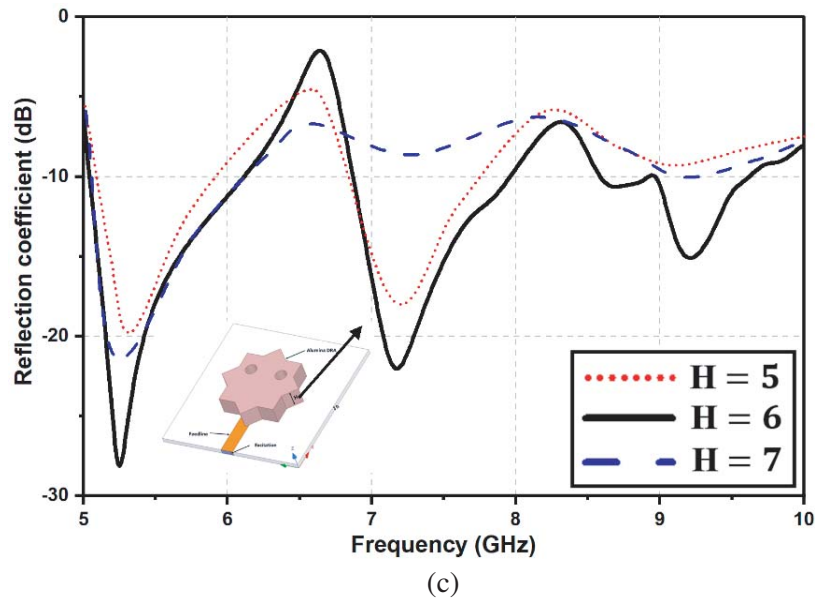 Reflection coefficient (dB)
0
-10
-20
-30
Alumina DRA
H
Feedline
Excitation
H = 5
H = 6
H = 7
5
6
7
8
9
10
Frequency (GHz)
(c)